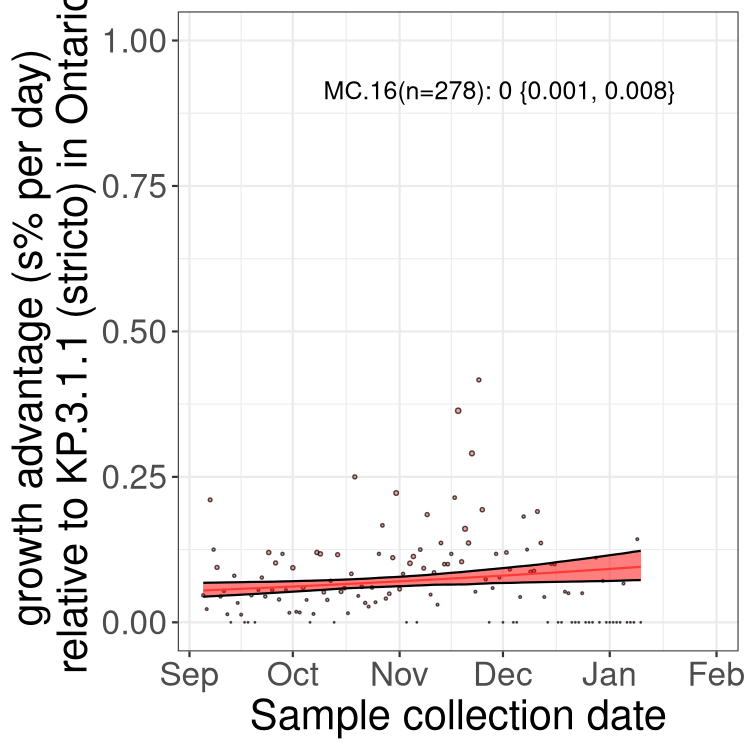 growth advantage (s% per day)
relative to KP.3.1.1 (stricto) in Ontario
1.00
0.75
0.50
0.25
0.00
MC.16(n=278): 0 {0.001, 0.008}
Sep Oct Nov Dec Jan Feb
Sample collection date